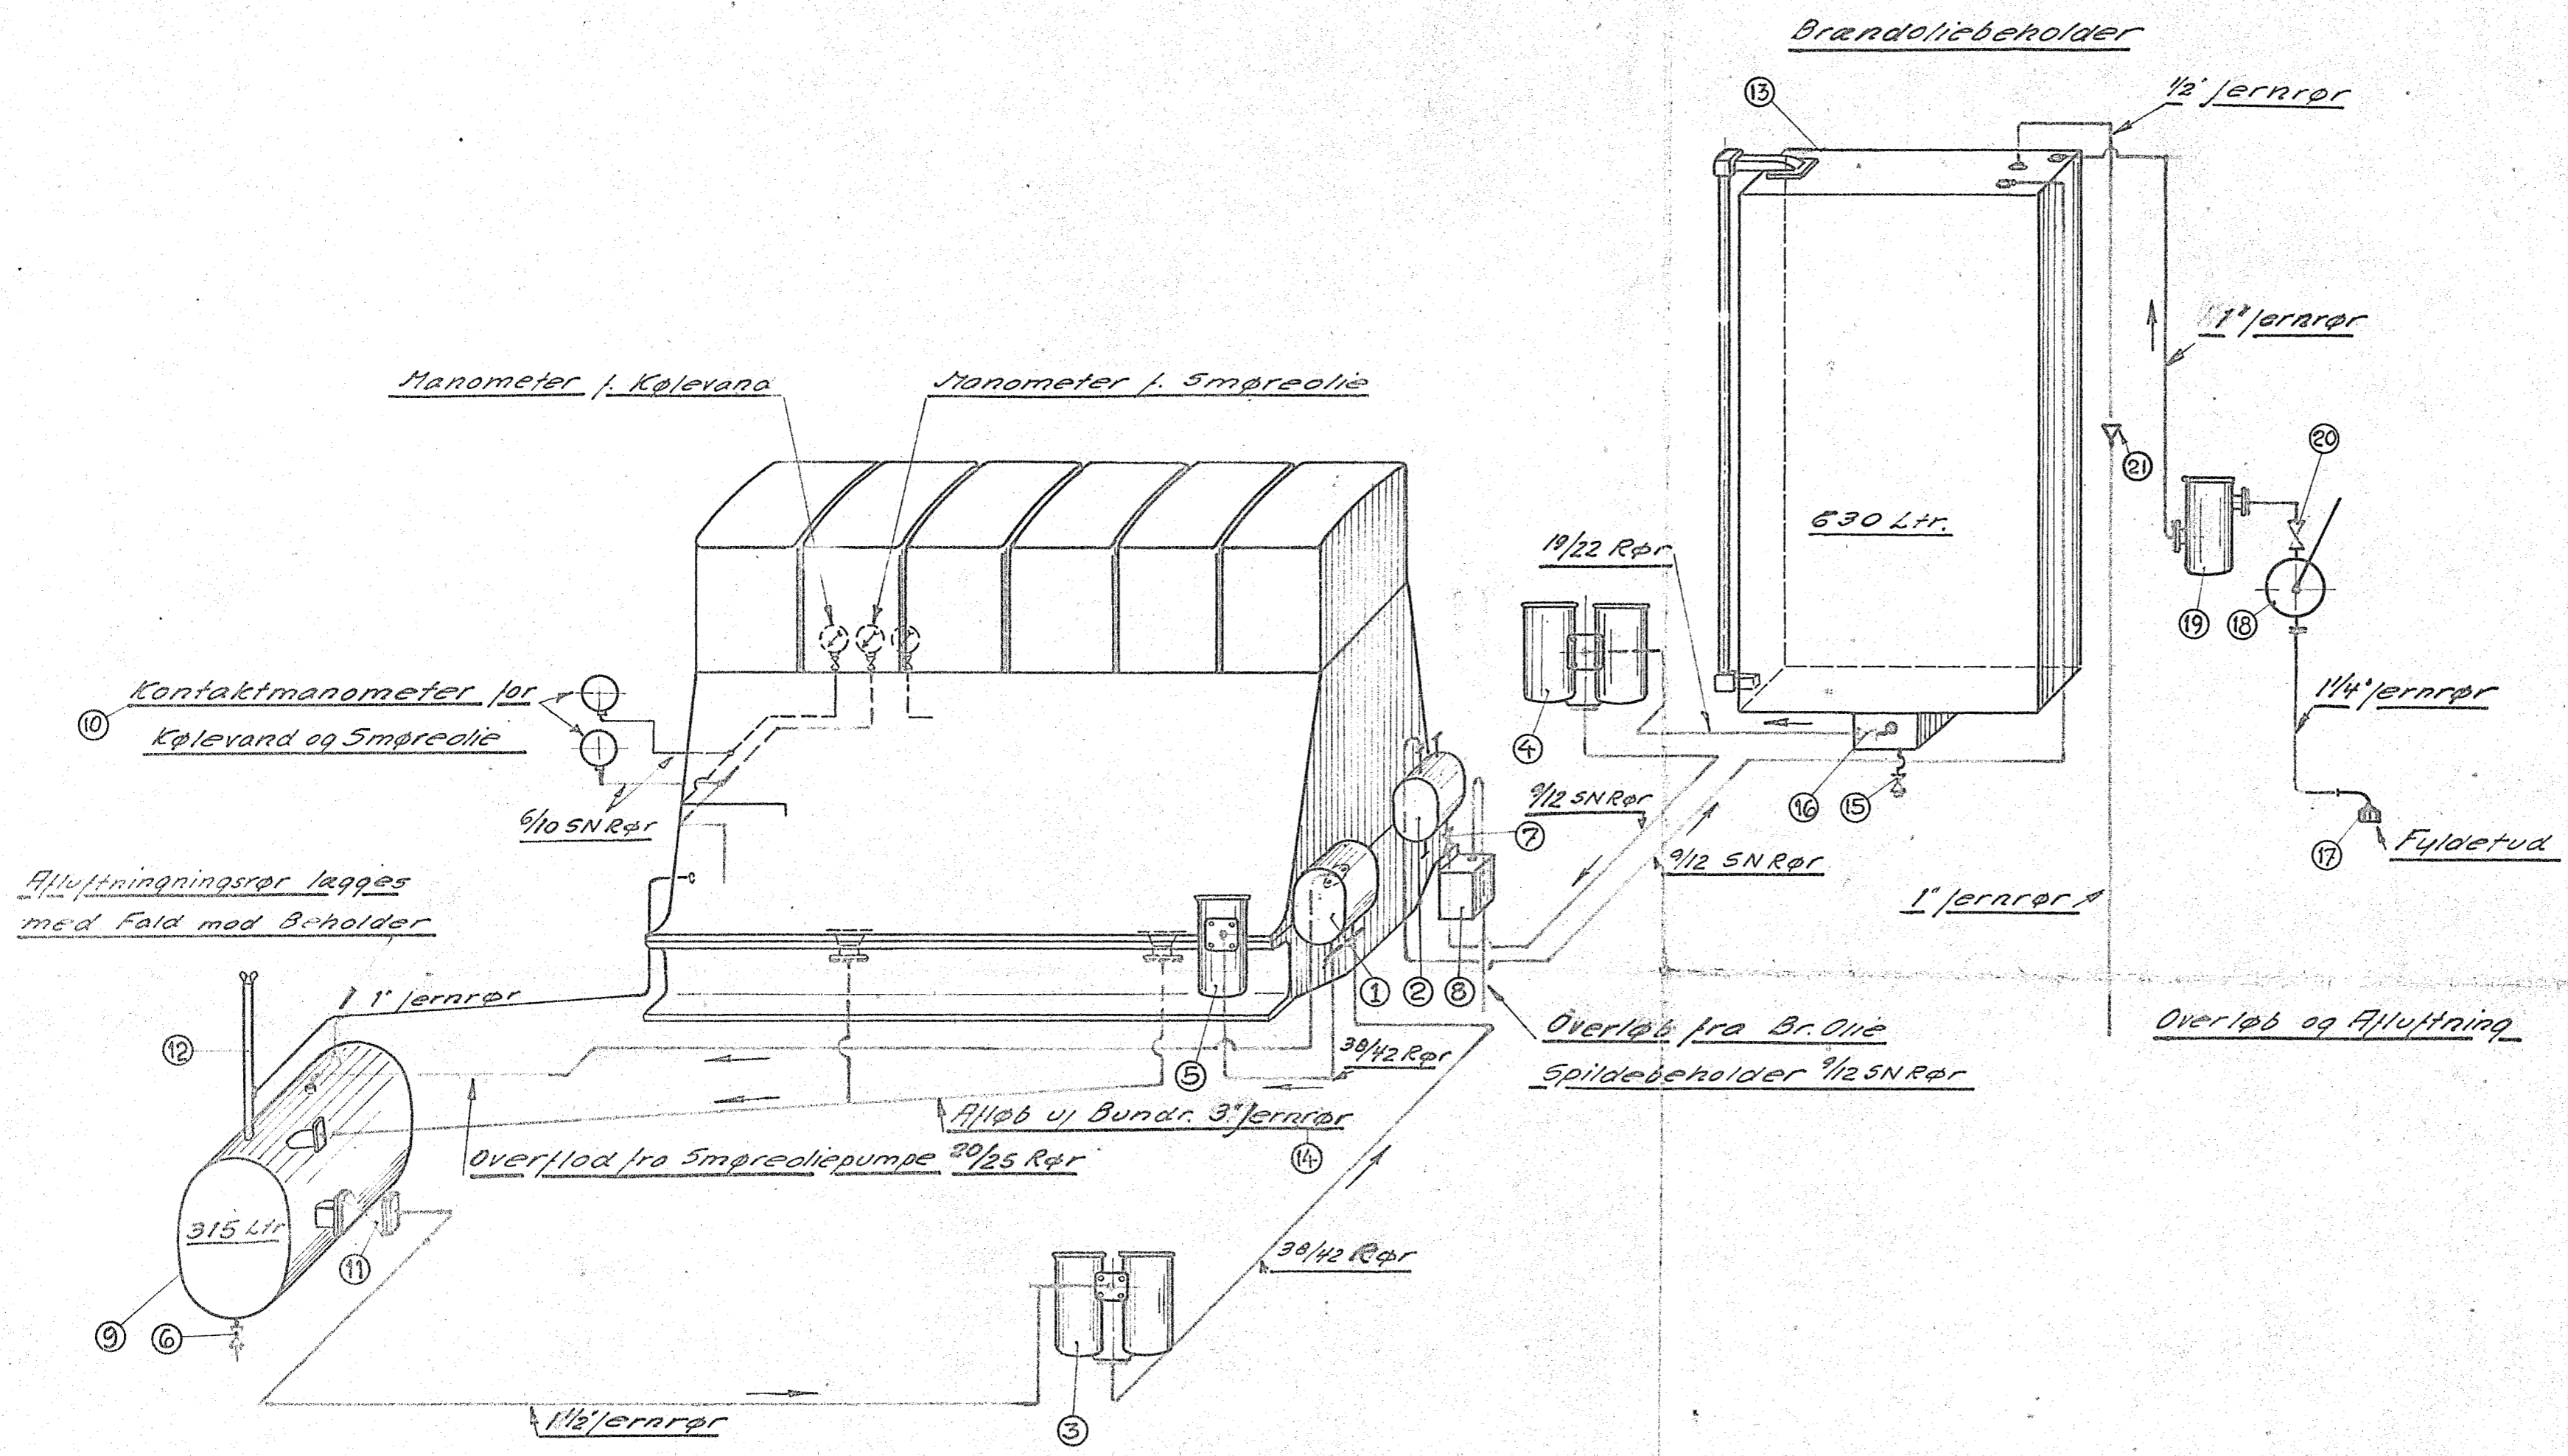 Brændoliebeholder
1/2" Jernrør
13
1" Jernrør
20
21
Manometer f. Kølevand
Manometer f. Smøreolie
630 Ltr.
19/22 Rør
19
18
Kontaktmanometer for
10
Kølevand og Smøreolie
1 1/4" Jernrør
4
6/10 SN Rør
9/12 SN Rør
16
15
7
17
Fyldetud
9/12 SN Rør
Afluftningningsrør lægges
med Fald mod Beholder
1" Jernrør
1" Jernrør
1
2
8
12
5
38/42 Rør
Overløb fra Br. Olie
Spildebeholder 9/12 SN Rør
Overløb og Afluftning
Afløb u/ Bundr. 3" Jernrør
14
Overflod fra Smøreoliepumpe 20/25 Rør
315 Ltr
11
38/42 Rør
9
6
3
1 1/2" Jernrør